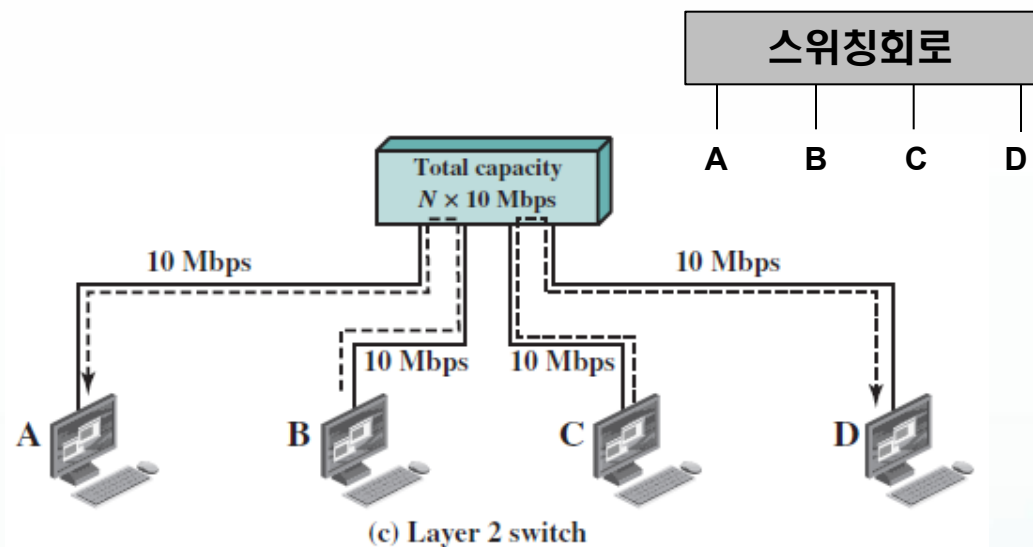 스위칭회로
A B C D
Total capacity
N × 10 Mbps
10 Mbps 10 Mbps
10 Mbps 10 Mbps
A B C D
(c) Layer 2 switch